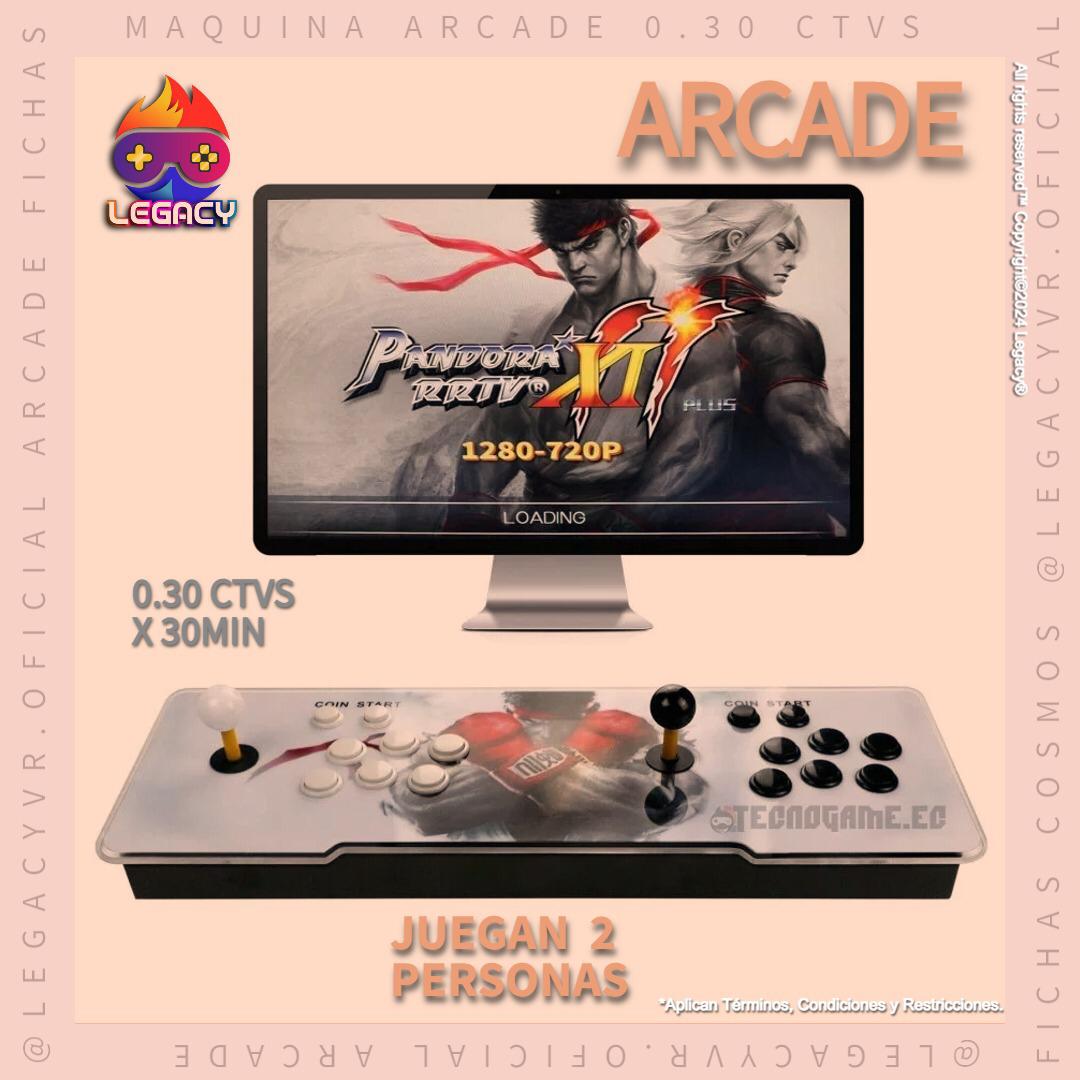 MAQUINA ARCADE 0.30 CTVS
ARCADE
LEGACY
All rights reserved™ Copyright©2024 Legacy®
PANDORA XII
RRTV® PLUS
1280-720P
LOADING
0.30 CTVS
X 30MIN
COIN START
COIN START
TECNOGAME.EC
JUEGAN 2
PERSONAS
*Aplican Términos, Condiciones y Restricciones.
@LEGACYVR.OFICIAL ARCADE FICHAS
FICHAS COSMOS @LEGACYVR.OFICIAL
@LEGACYVR.OFICIAL ARCADE